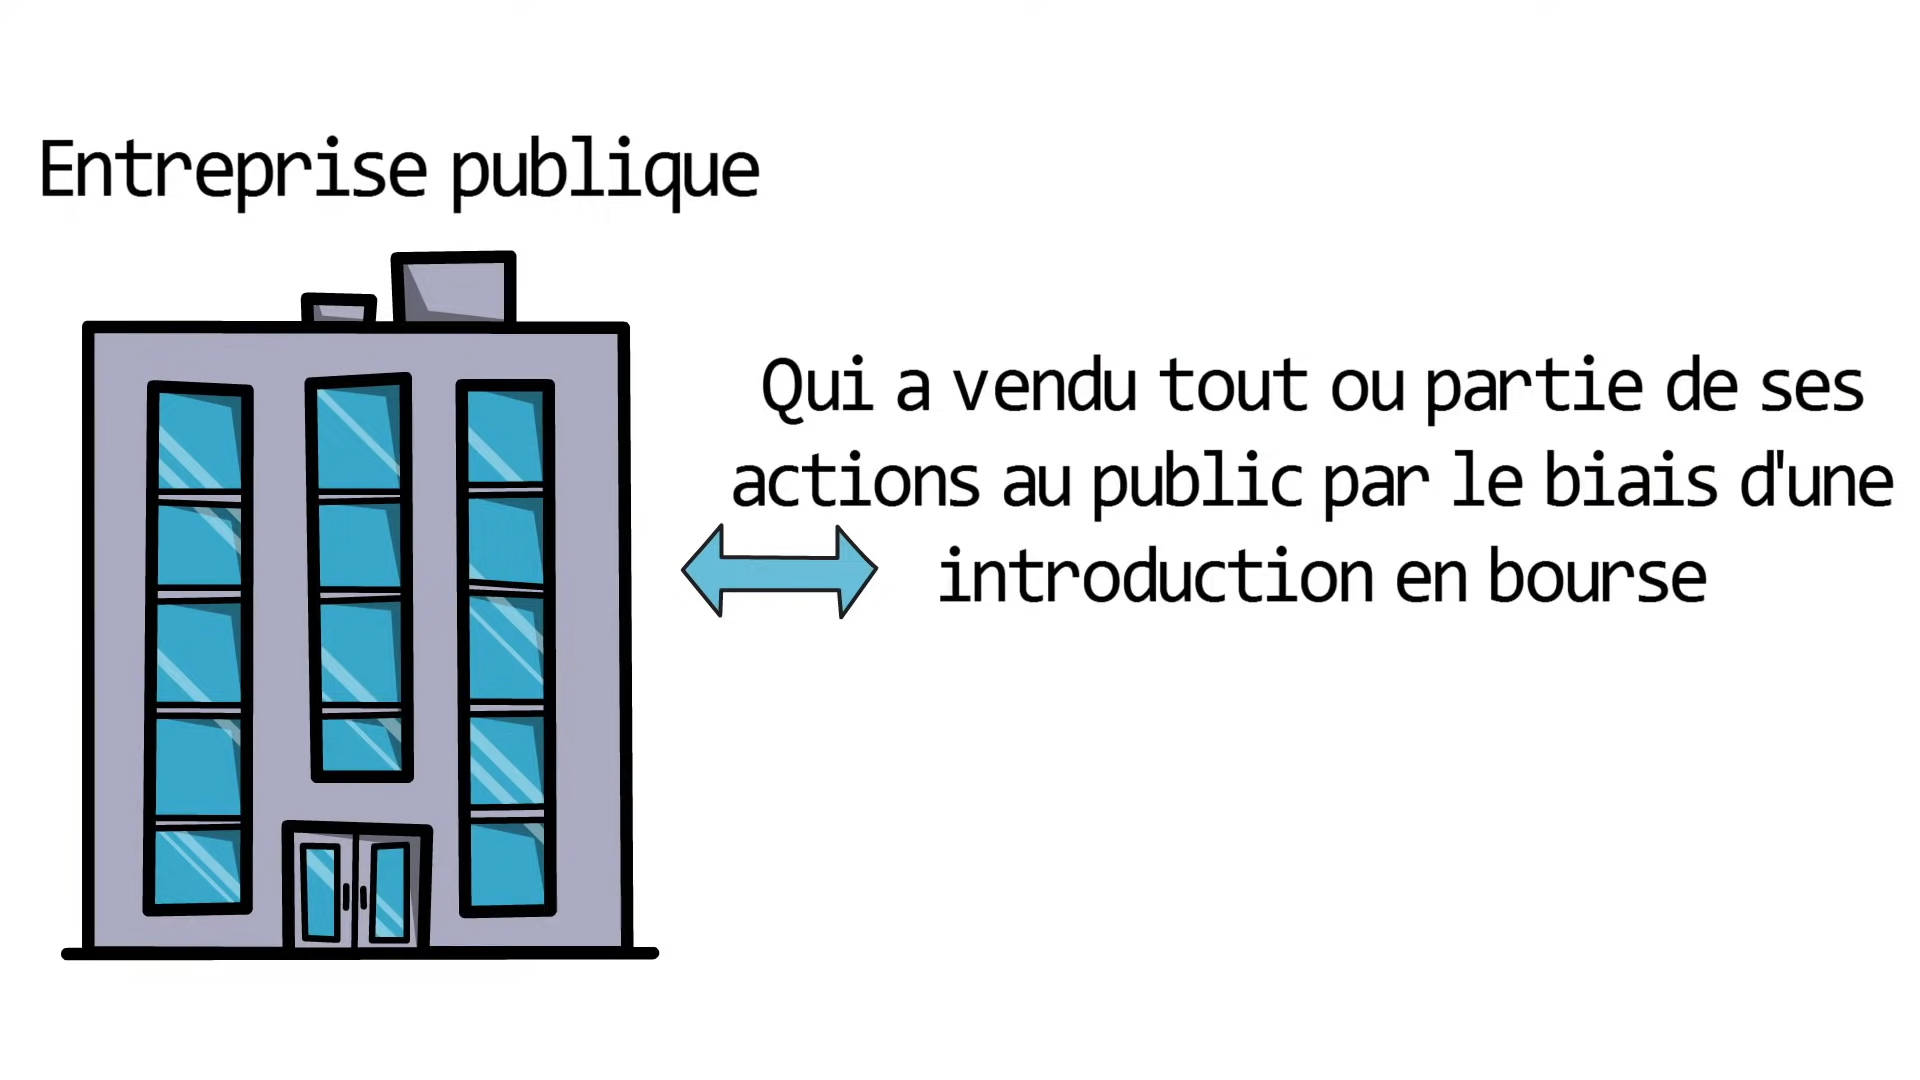 Entreprise publique
Qui a vendu tout ou partie de ses
actions au public par le biais d'une
introduction en bourse